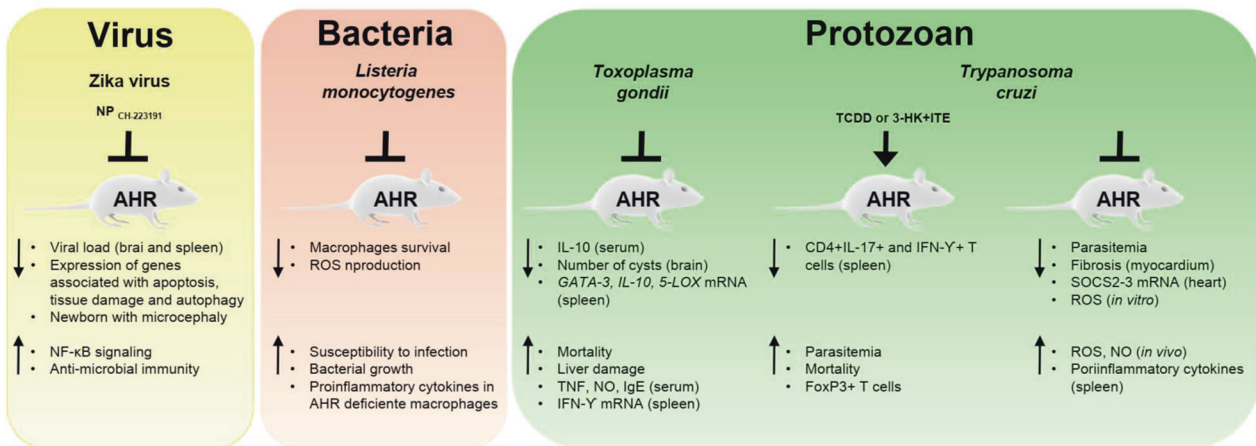 Virus
Zika virus
NP CH-223191
AHR
• Viral load (brai and spleen)
• Expression of genes
associated with apoptosis,
tissue damage and autophagy
• Newborn with microcephaly
• NF-κB signaling
• Anti-microbial immunity
Bacteria
Listeria
monocytogenes
AHR
• Macrophages survival
• ROS nproduction
• Susceptibility to infection
• Bacterial growth
• Proinflammatory cytokines in
AHR deficiente macrophages
Protozoan
Toxoplasma
gondii
AHR
• IL-10 (serum)
• Number of cysts (brain)
• GATA-3, IL-10, 5-LOX mRNA
(spleen)
• Mortality
• Liver damage
• TNF, NO, IgE (serum)
• IFN-ϒ mRNA (spleen)
Trypanosoma
cruzi
TCDD or 3-HK+ITE
AHR
• CD4+IL-17+ and IFN-ϒ+ T
cells (spleen)
• Parasitemia
• Mortality
• FoxP3+ T cells
AHR
• Parasitemia
• Fibrosis (myocardium)
• SOCS2-3 mRNA (heart)
• ROS (in vitro)
• ROS, NO (in vivo)
• Poriinflammatory cytokines
(spleen)